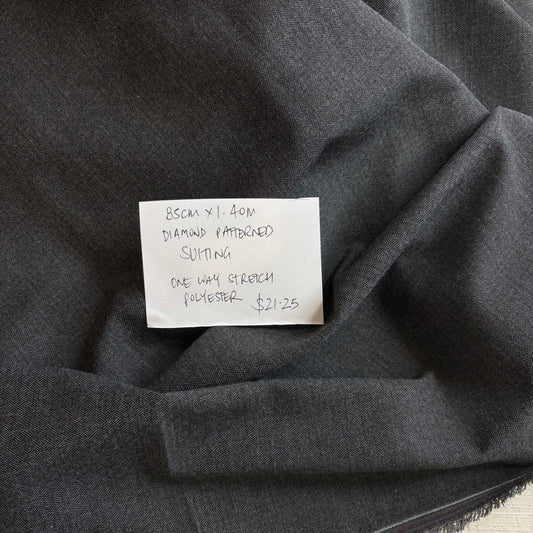 85CM X 1.40M
DIAMOND PATTERNED
SUITING
ONE WAY STRETCH
POLYESTER $21.25